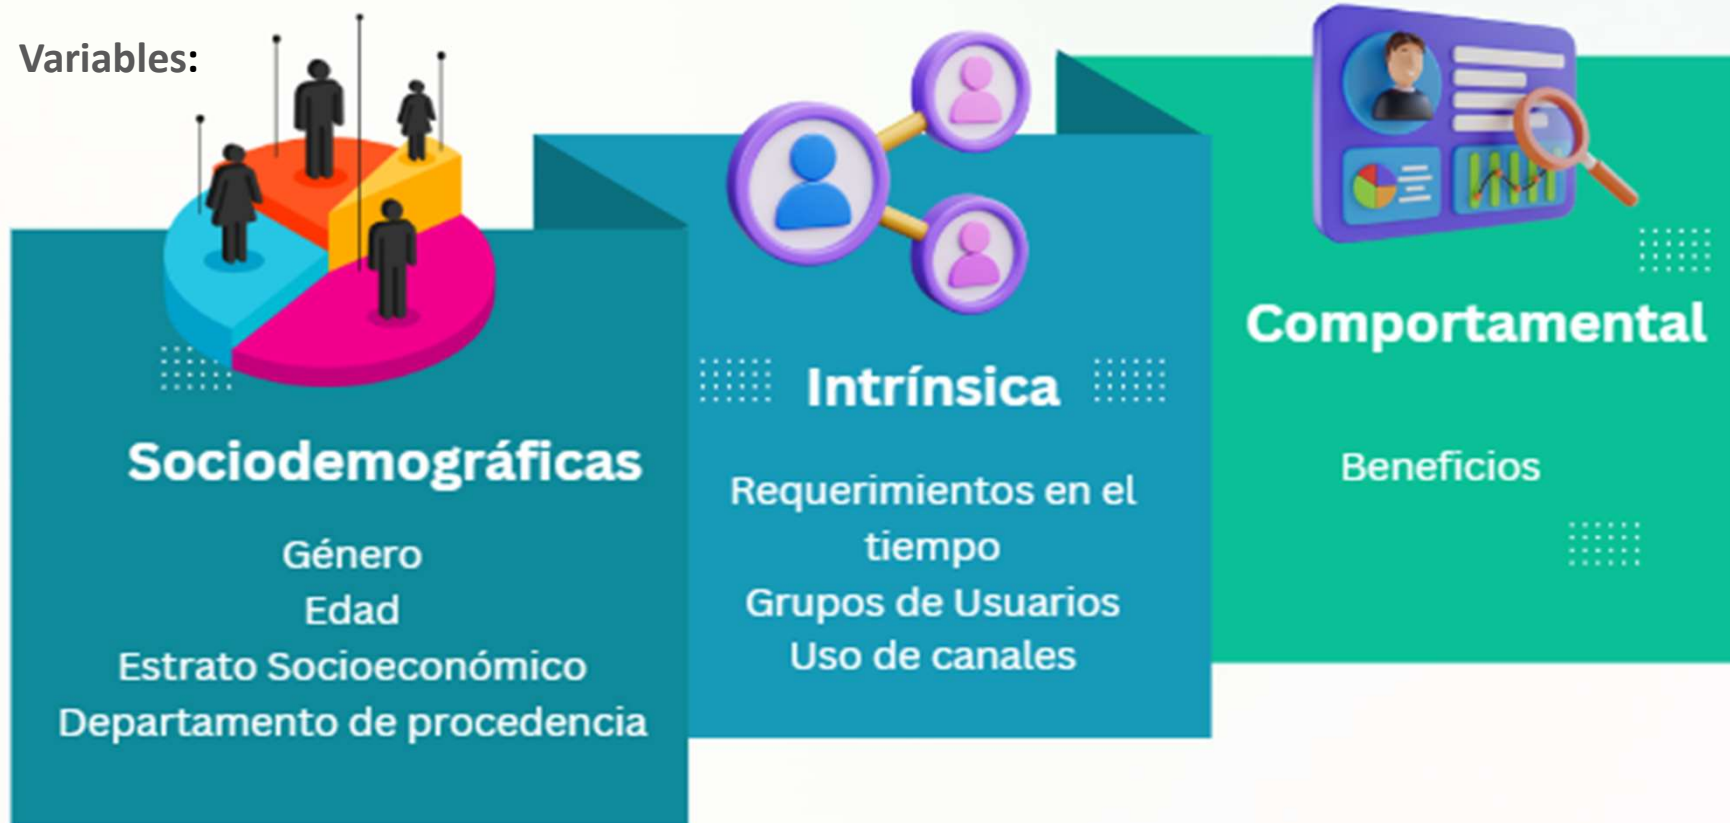 Variables:
Sociodemográficas
Género
Edad
Estrato Socioeconómico
Departamento de procedencia
Intrínsica
Requerimientos en el
tiempo
Grupos de Usuarios
Uso de canales
Comportamental
Beneficios